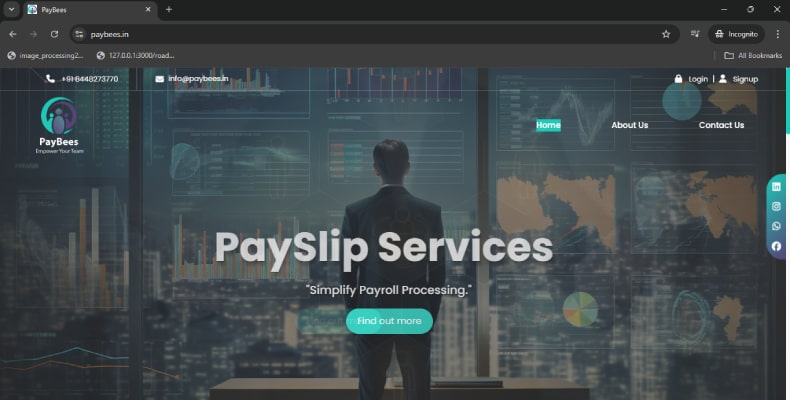 PayBees
paybees.in
Incognito
image_processing2...
127.0.0.1:3000/road...
All Bookmarks
+91-6448273770
info@paybees.in
Login | Signup
PayBees
Empower Your Team
Home
About Us
Contact Us
PaySlip Services
"Simplify Payroll Processing."
Find out more